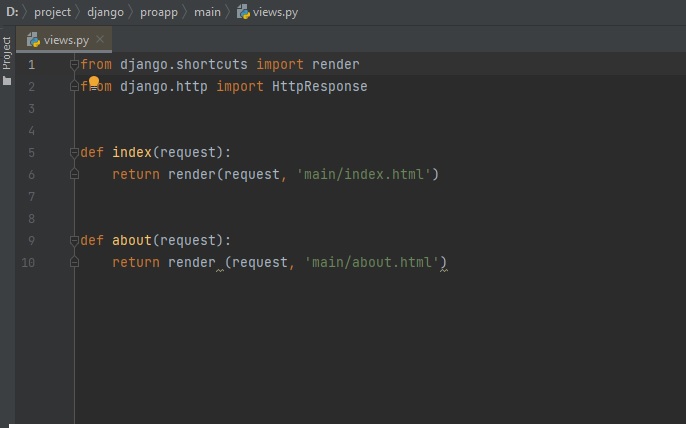 D: project django proapp main views.py
views.py
Project
1 from django.shortcuts import render
2 from django.http import HttpResponse
3
4
5 def index(request):
6     return render(request, 'main/index.html')
7
8
9 def about(request):
10     return render (request, 'main/about.html')